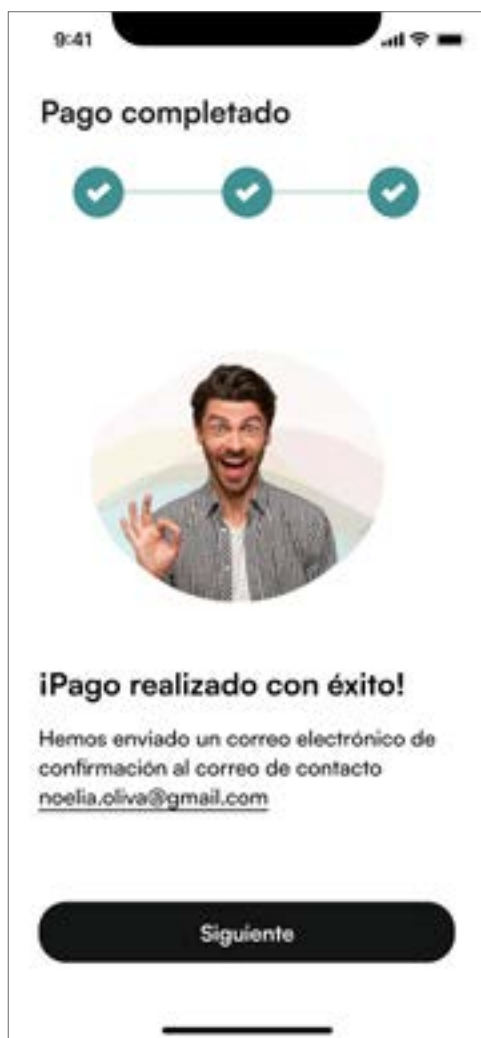 9:41
Pago completado
¡Pago realizado con éxito!
Hemos enviado un correo electrónico de
confirmación al correo de contacto
noelia.oliva@gmail.com
Siguiente